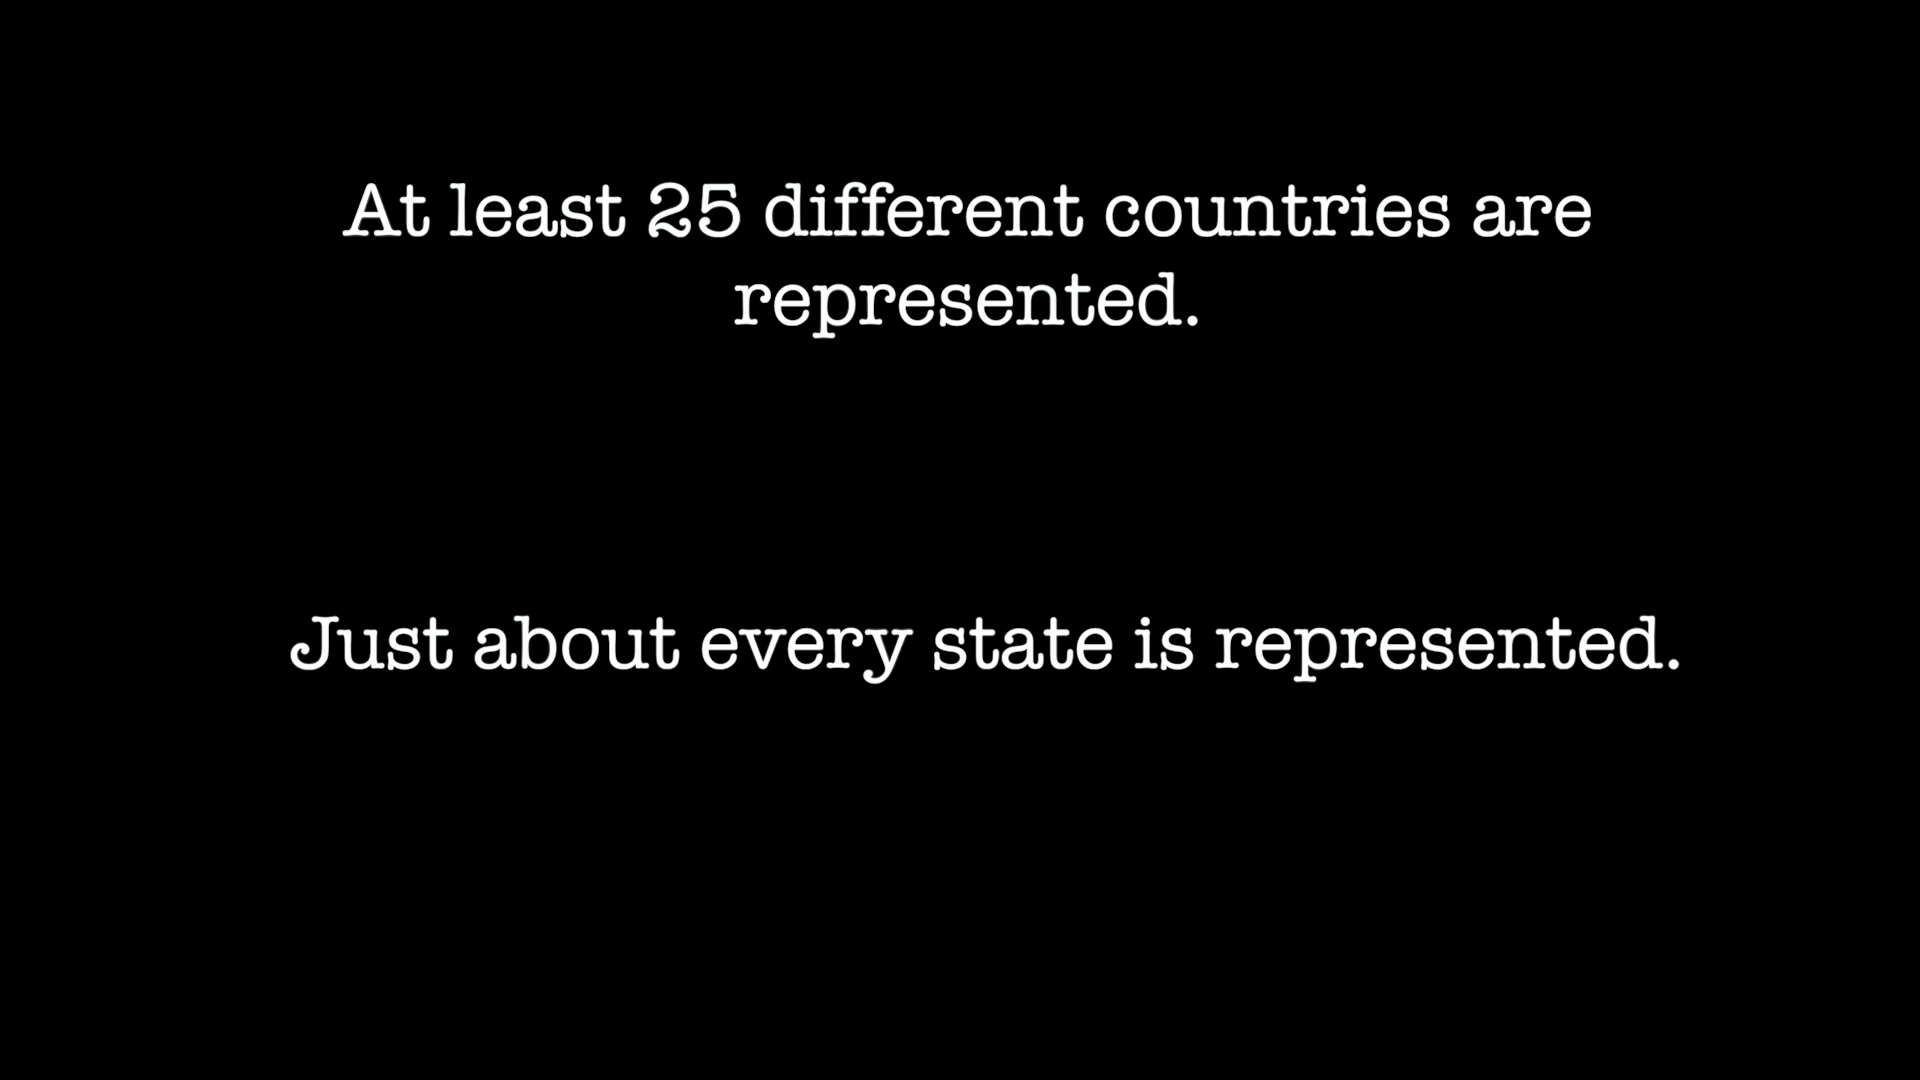 At least 25 different countries are
represented.
Just about every state is represented.